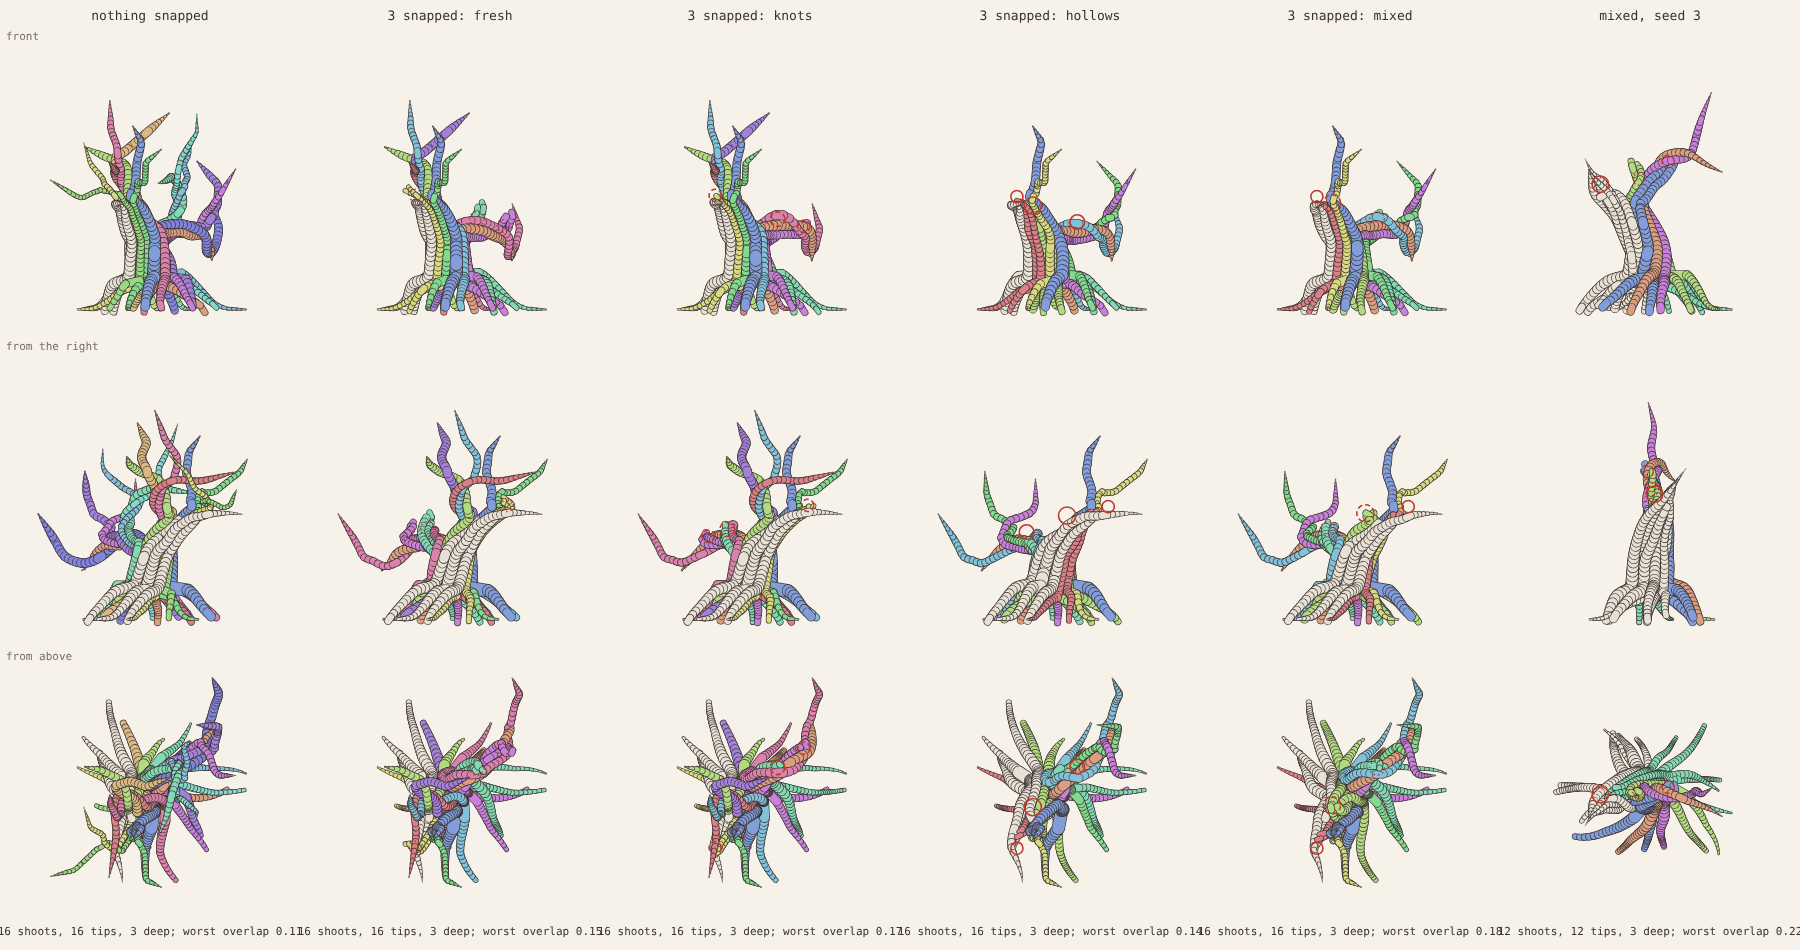 nothing snapped
3 snapped: fresh
3 snapped: knots
3 snapped: hollows
3 snapped: mixed
mixed, seed 3
front
from the right
from above
16 shoots, 16 tips, 3 deep; worst overlap 0.11
16 shoots, 16 tips, 3 deep; worst overlap 0.15
16 shoots, 16 tips, 3 deep; worst overlap 0.17
16 shoots, 16 tips, 3 deep; worst overlap 0.14
16 shoots, 16 tips, 3 deep; worst overlap 0.18
12 shoots, 12 tips, 3 deep; worst overlap 0.22